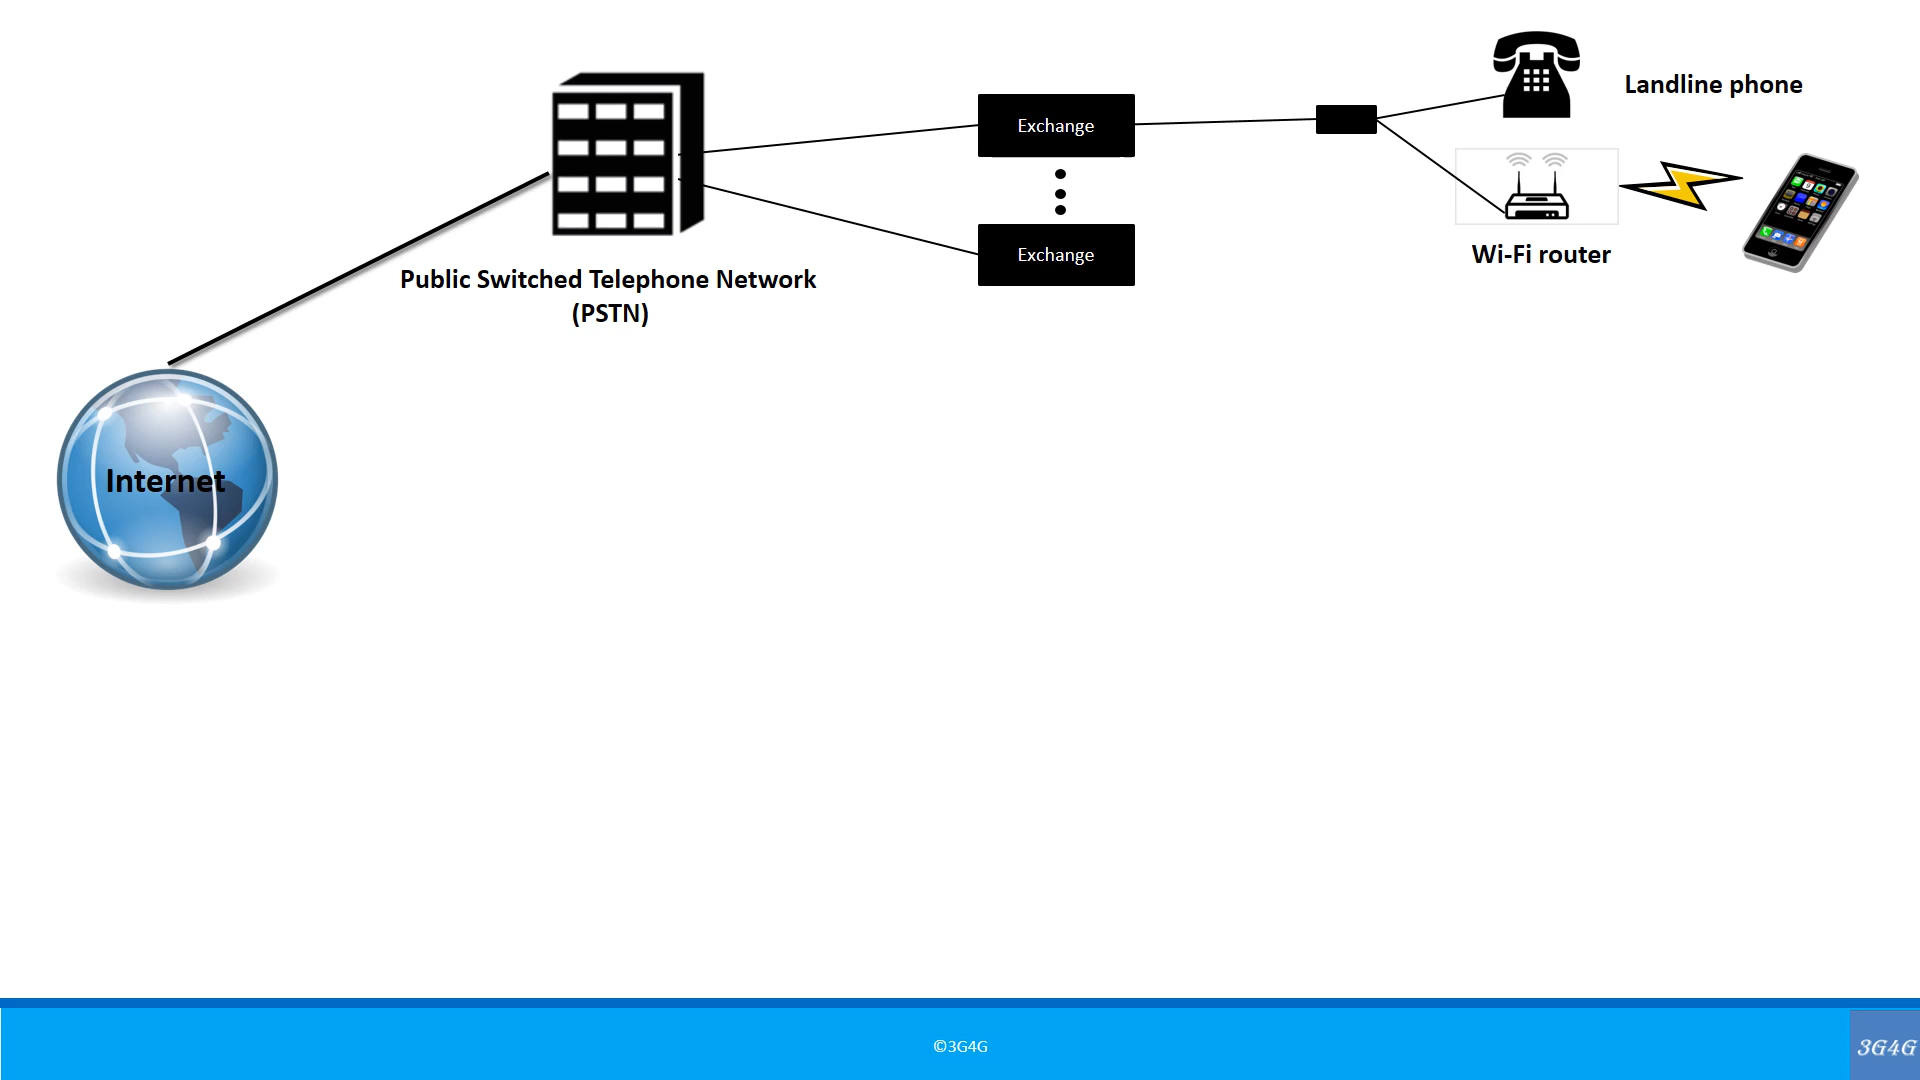 Landline phone
Exchange
Exchange
Wi-Fi router
Public Switched Telephone Network
(PSTN)
Internet
©3G4G
3G4G